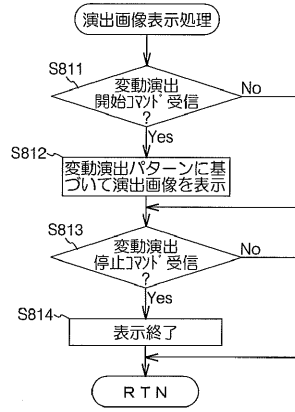 演出画像表示処理
S811
変動演出
開始ｺﾏﾝﾄﾞ受信
?
No
Yes
S812
変動演出パターンに基
づいて演出画像を表示
S813
変動演出
停止ｺﾏﾝﾄﾞ受信
?
No
Yes
S814
表示終了
RTN